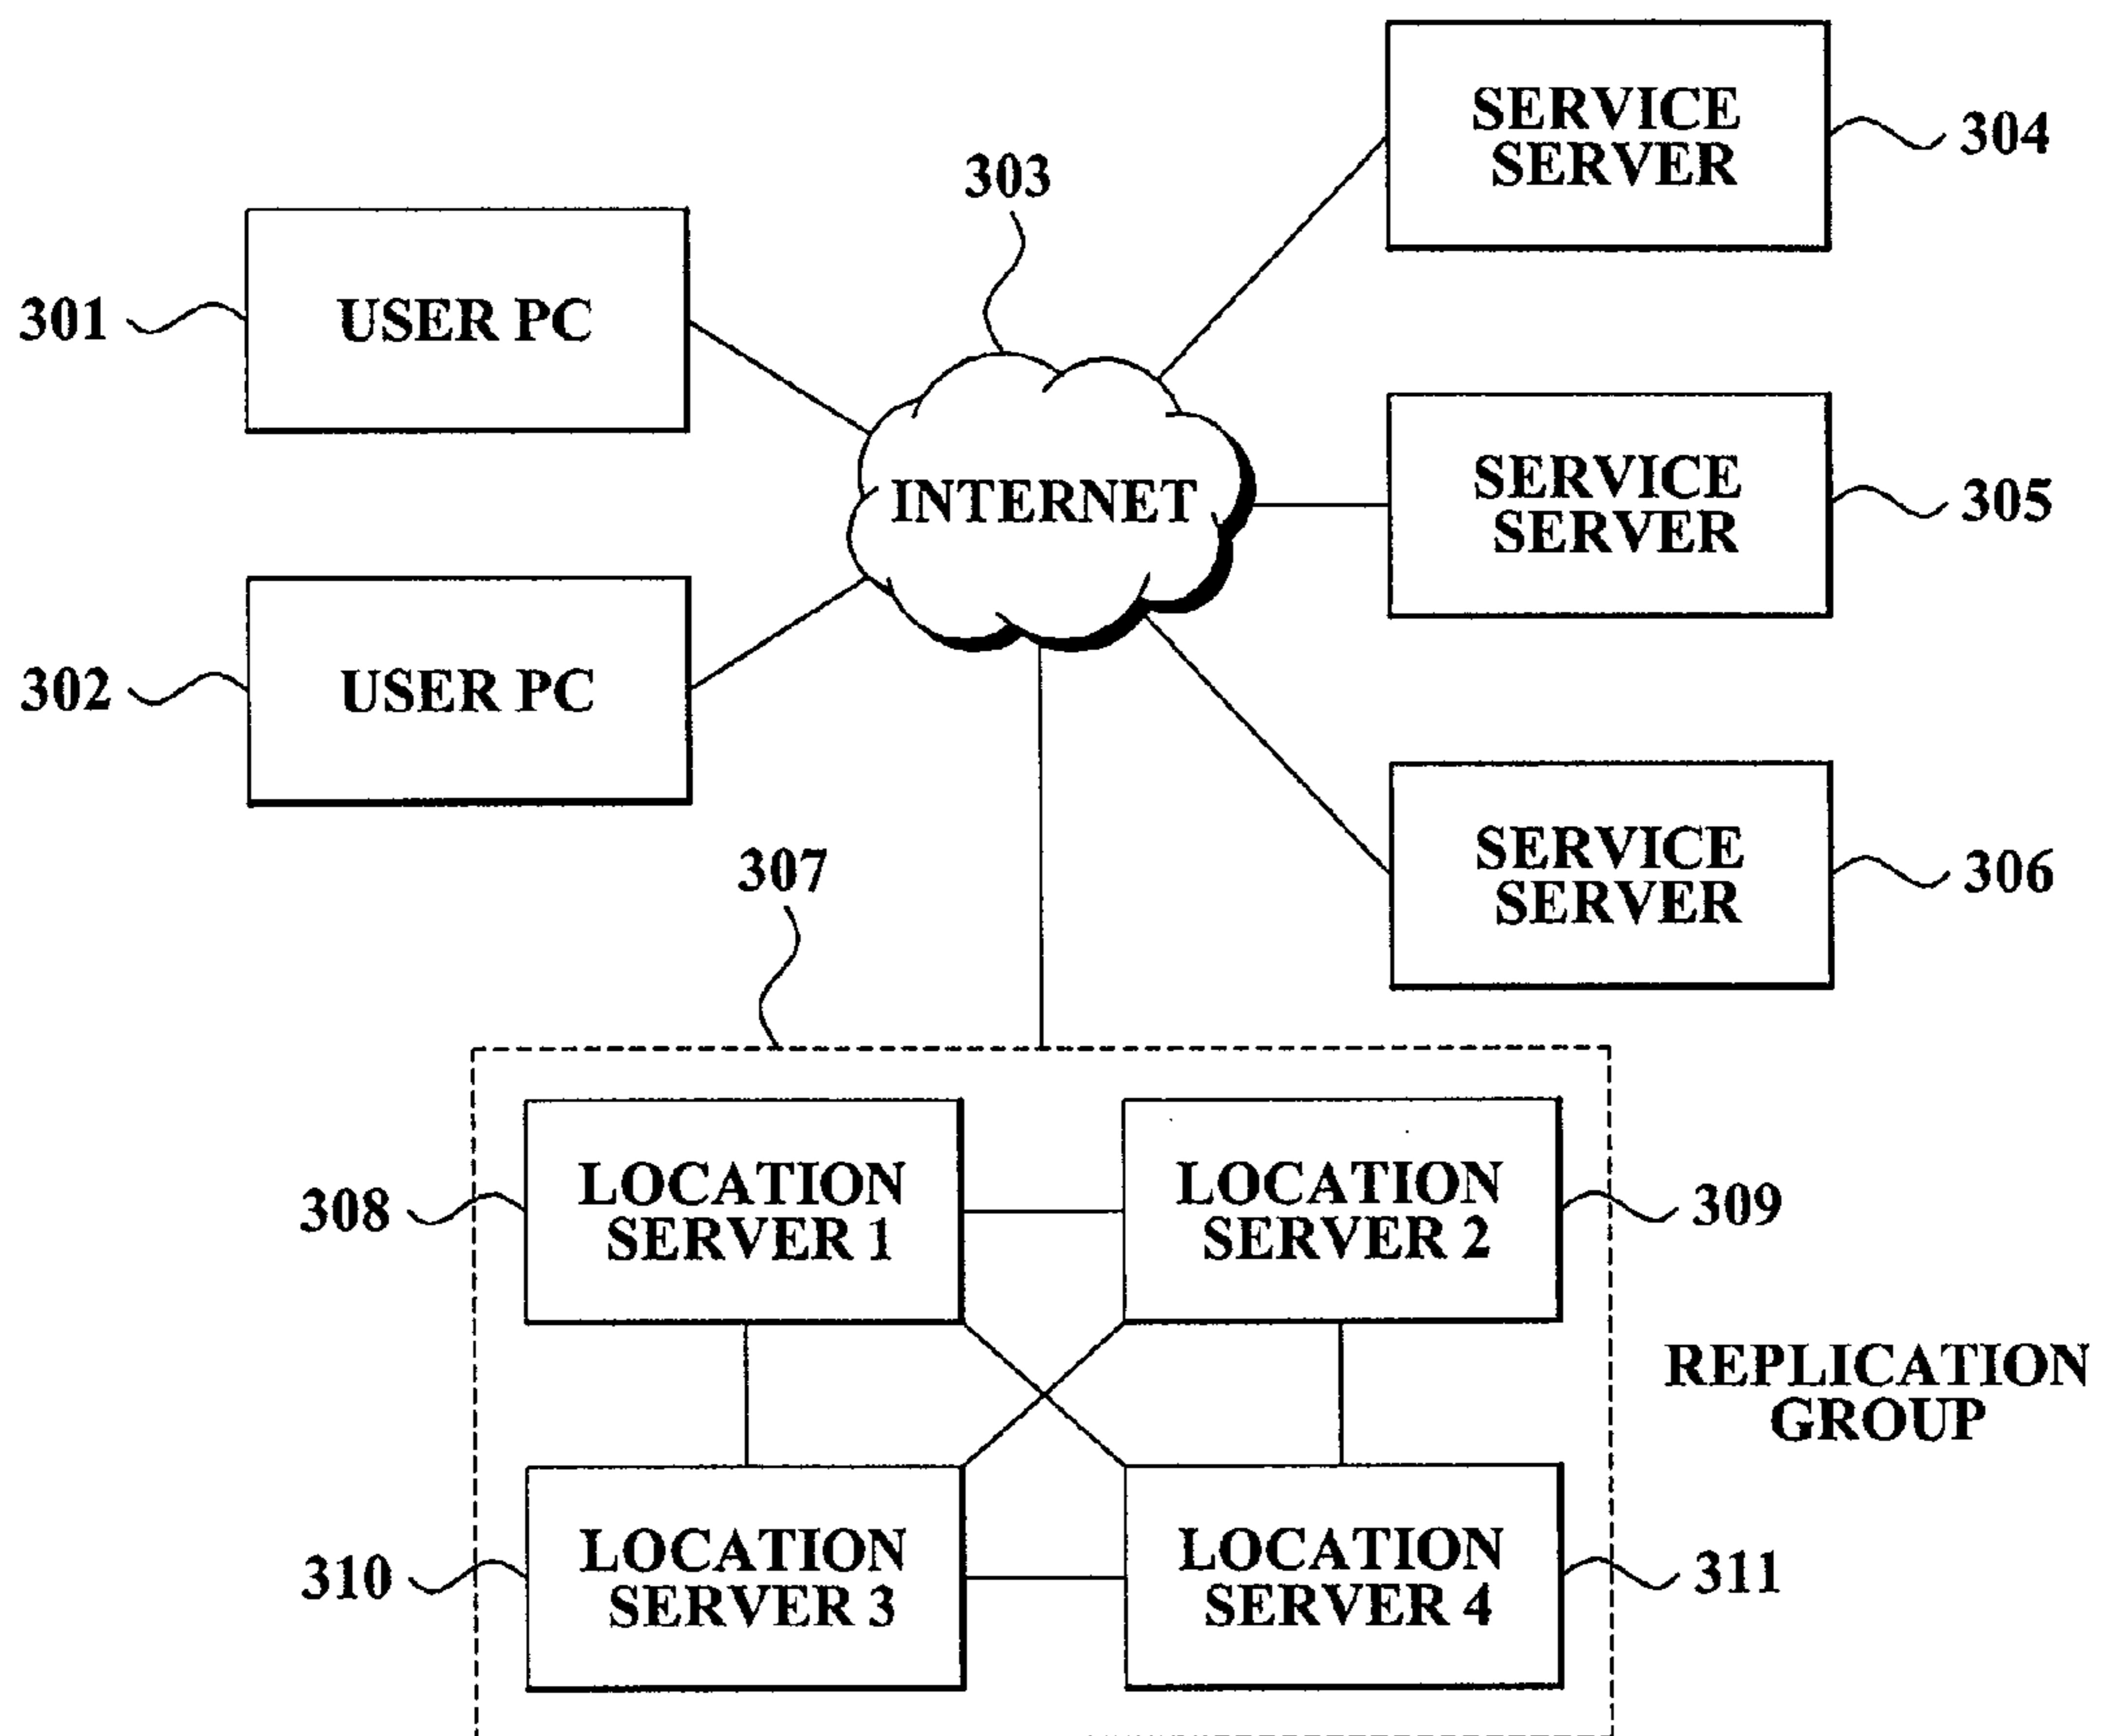 SERVICE
SERVER
304
303
301
USER PC
INTERNET
SERVICE
SERVER
305
302
USER PC
SERVICE
SERVER
306
307
308
LOCATION
SERVER 1
LOCATION
SERVER 2
309
REPLICATION
GROUP
310
LOCATION
SERVER 3
LOCATION
SERVER 4
311